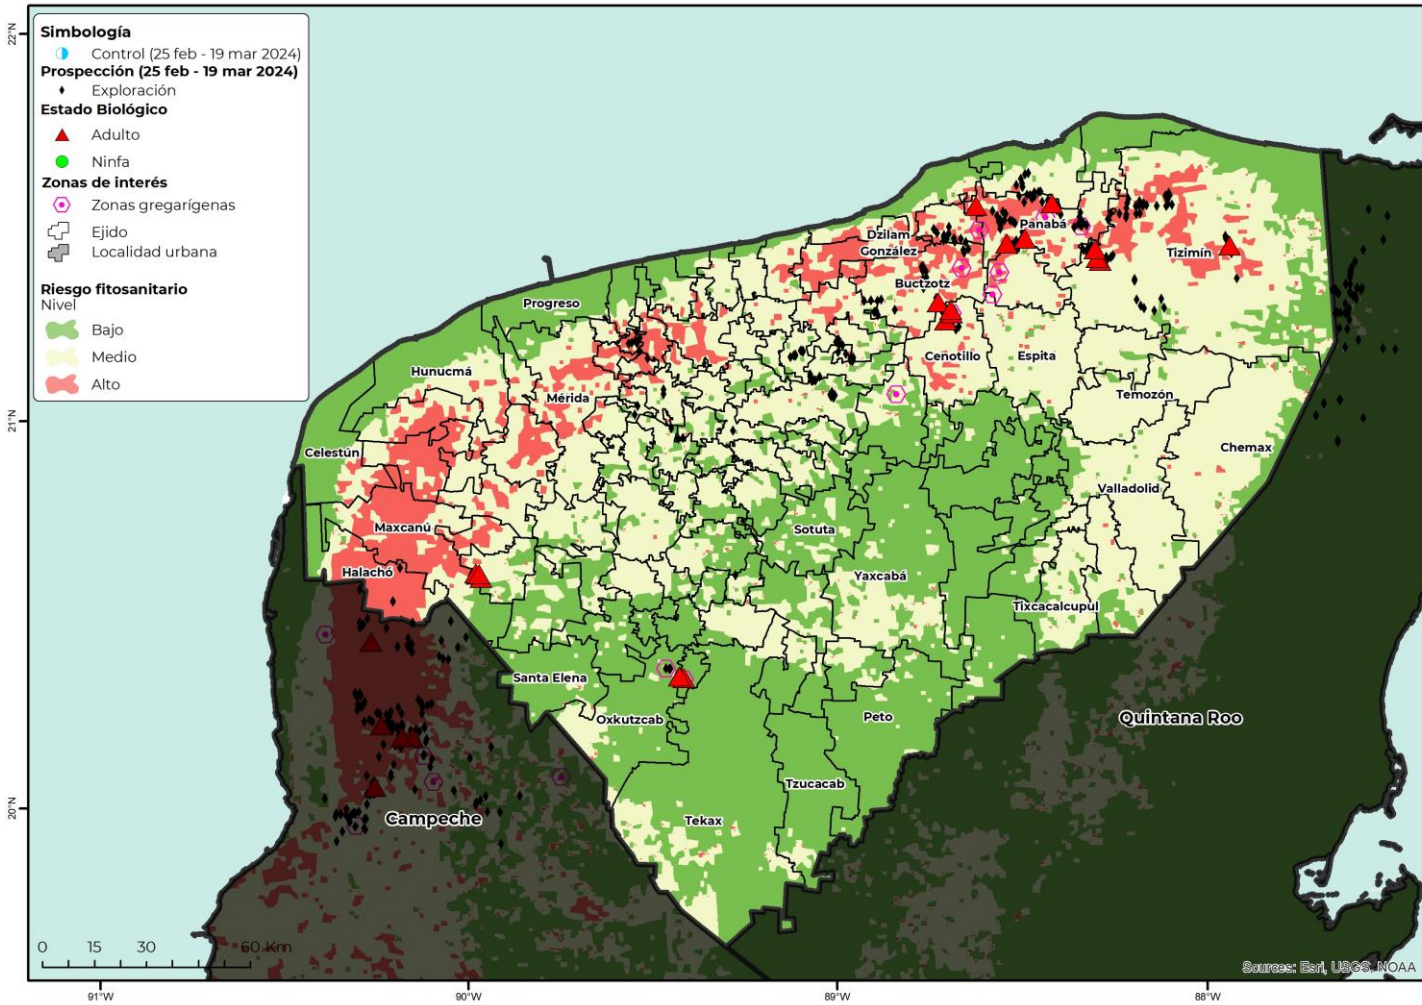 22°N
Simbología
Control (25 feb - 19 mar 2024)
Prospección (25 feb - 19 mar 2024)
Exploración
Estado Biológico
Adulto
Ninfa
Zonas de interés
Zonas gregarígenas
Ejido
Localidad urbana
Riesgo fitosanitario
Nivel
Bajo
Medio
Alto
Panabá
Dzilam
González
Tizimín
Buctzotz
Progreso
Cenotillo
Espita
Hunucmá
Mérida
Temozón
21°N
Celestún
Chemax
Valladolid
Maxcanú
Sotuta
Halachó
Yaxcabá
Tixcacalcupul
Santa Elena
Oxkutzcab
Peto
Quintana Roo
Tzucacab
20°N
Campeche
Tekax
0 15 30 60 Km
Sources: Esri, USGS, NOAA
91°W 90°W 89°W 88°W